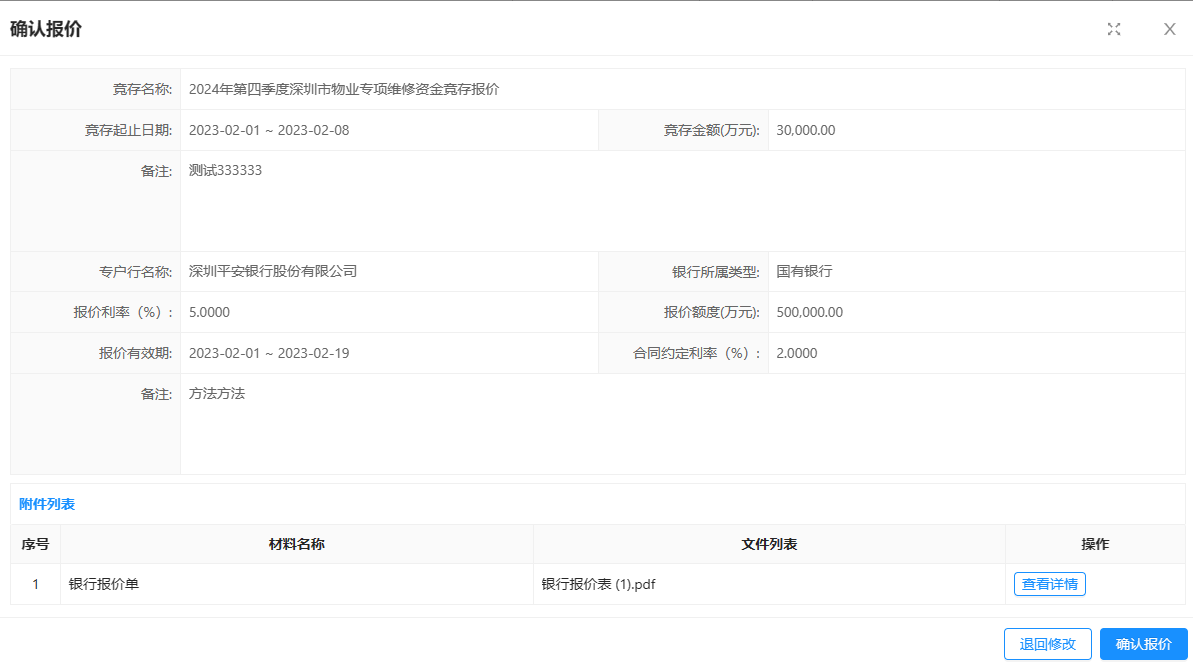 确认报价
竞存名称: 2024年第四季度深圳市物业专项维修资金竞存报价
竞存起止日期: 2023-02-01 ~ 2023-02-08 竞存金额(万元): 30,000.00
备注: 测试333333
专户行名称: 深圳平安银行股份有限公司 银行所属类型: 国有银行
报价利率（%）: 5.0000 报价额度(万元): 500,000.00
报价有效期: 2023-02-01 ~ 2023-02-19 合同约定利率（%）: 2.0000
备注: 方法方法
附件列表
序号 材料名称 文件列表 操作
1 银行报价单 银行报价表 (1).pdf 查看详情
退回修改 确认报价